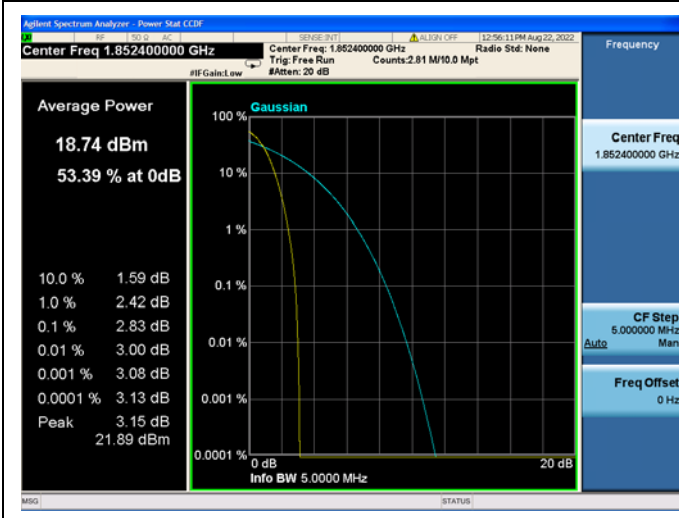 Agilent Spectrum Analyzer - Power Stat CCDF
RF 50 Ω AC SENSE:INT ALIGN OFF 12:56:11 PM Aug 22, 2022
Center Freq 1.852400000 GHz
Center Freq: 1.852400000 GHz Radio Std: None
Trig: Free Run Counts:2.81 M/10.0 Mpt
#IFGain:Low #Atten: 20 dB
Frequency
Average Power
18.74 dBm
53.39 % at 0dB
10.0 % 1.59 dB
1.0 % 2.42 dB
0.1 % 2.83 dB
0.01 % 3.00 dB
0.001 % 3.08 dB
0.0001 % 3.13 dB
Peak 3.15 dB
21.89 dBm
100 % Gaussian
10 %
1 %
0.1 %
0.01 %
0.001 %
0.0001 %
0 dB 20 dB
Info BW 5.0000 MHz
Center Freq
1.852400000 GHz
CF Step
5.000000 MHz
Auto Man
Freq Offset
0 Hz
MSG STATUS